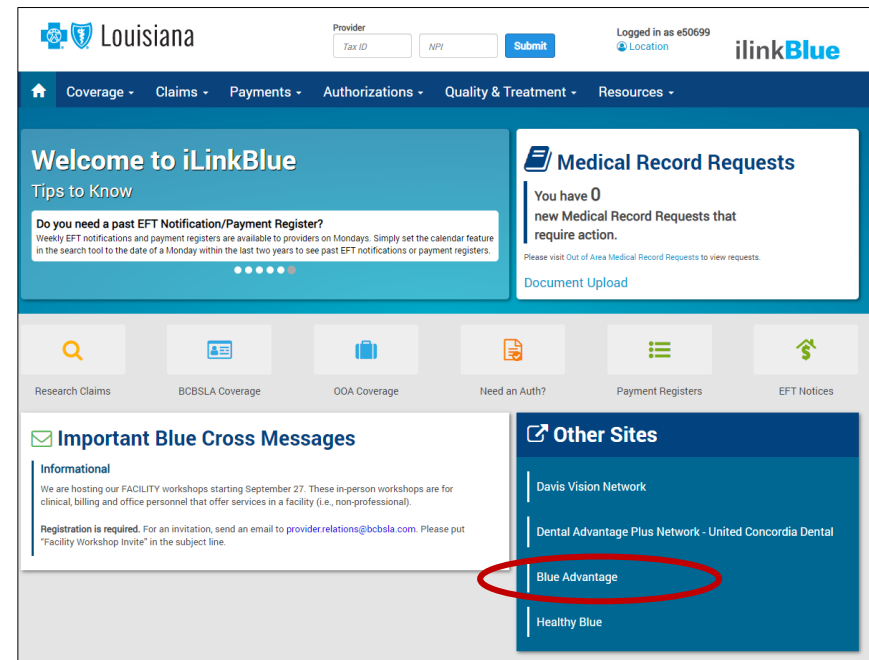 Louisiana
Provider
Tax ID
NPI
Submit
Logged in as e50699
Location
ilinkBlue
Coverage
Claims
Payments
Authorizations
Quality & Treatment
Resources
Welcome to iLinkBlue
Tips to Know
Do you need a past EFT Notification/Payment Register?
Weekly EFT notifications and payment registers are available to providers on Mondays. Simply set the calendar feature
in the search tool to the date of a Monday within the last two years to see past EFT notifications or payment registers.
Medical Record Requests
You have 0
new Medical Record Requests that
require action.
Please visit Out of Area Medical Record Requests to view requests.
Document Upload
Research Claims
BCBSLA Coverage
OOA Coverage
Need an Auth?
Payment Registers
EFT Notices
Important Blue Cross Messages
Informational
We are hosting our FACILITY workshops starting September 27. These in-person workshops are for
clinical, billing and office personnel that offer services in a facility (i.e., non-professional).
Registration is required. For an invitation, send an email to provider.relations@bcbsla.com. Please put
"Facility Workshop Invite" in the subject line.
Other Sites
Davis Vision Network
Dental Advantage Plus Network - United Concordia Dental
Blue Advantage
Healthy Blue